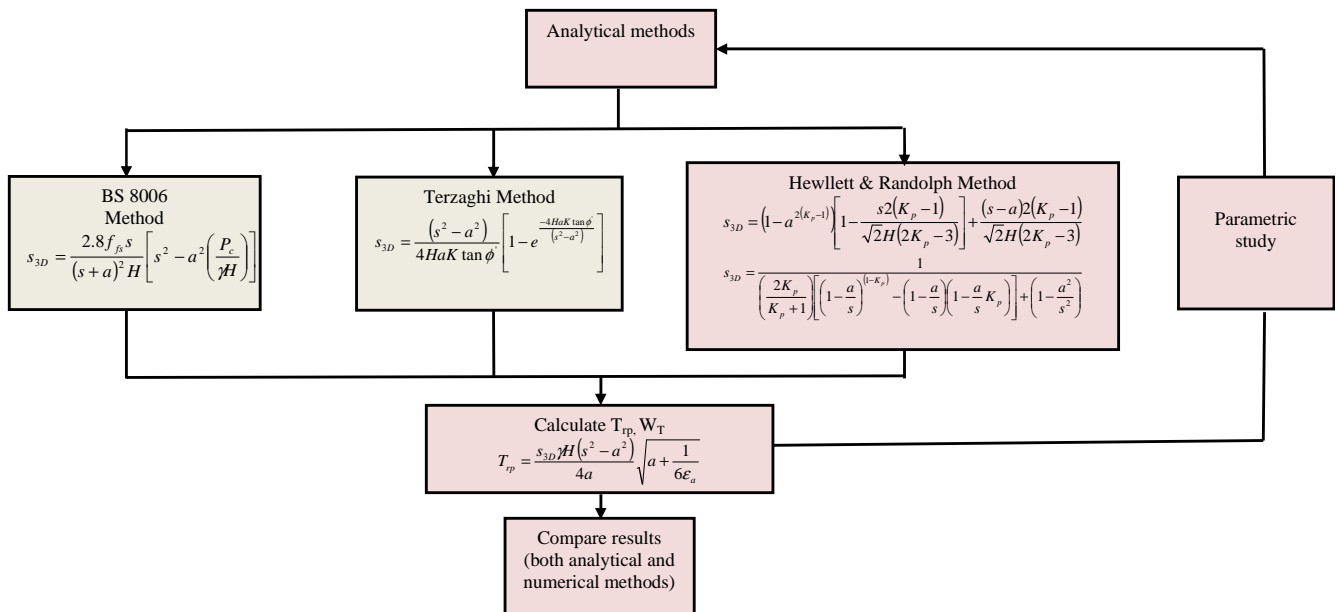 Analytical methods
BS 8006
Method
s_{3D} = \frac{2.8 f_{fs} s}{(s+a)^2 H} \left[ s^2 - a^2 \left( \frac{P_c}{\gamma H} \right) \right]
Terzaghi Method
s_{3D} = \frac{(s^2 - a^2)}{4HaK \tan \phi'} \left[ 1 - e^{\frac{-4HaK \tan \phi'}{(s^2 - a^2)}} \right]
Hewllett & Randolph Method
s_{3D} = (1 - a^{2(K_p - 1)}) \left[ 1 - \frac{s2(K_p - 1)}{\sqrt{2}H(2K_p - 3)} \right] + \frac{(s-a)2(K_p - 1)}{\sqrt{2}H(2K_p - 3)}
s_{3D} = \frac{1}{\left( \frac{2K_p}{K_p + 1} \right) \left[ \left( 1 - \frac{a}{s} \right)^{(1 - K_p)} - \left( 1 - \frac{a}{s} \right) \left( 1 - \frac{a}{s} K_p \right) \right] + \left( 1 - \frac{a^2}{s^2} \right)}
Parametric
study
Calculate T_{rp}, W_T
T_{rp} = \frac{s_{3D} \gamma H (s^2 - a^2)}{4a} \sqrt{a + \frac{1}{6\varepsilon_a}}
Compare results
(both analytical and
numerical methods)